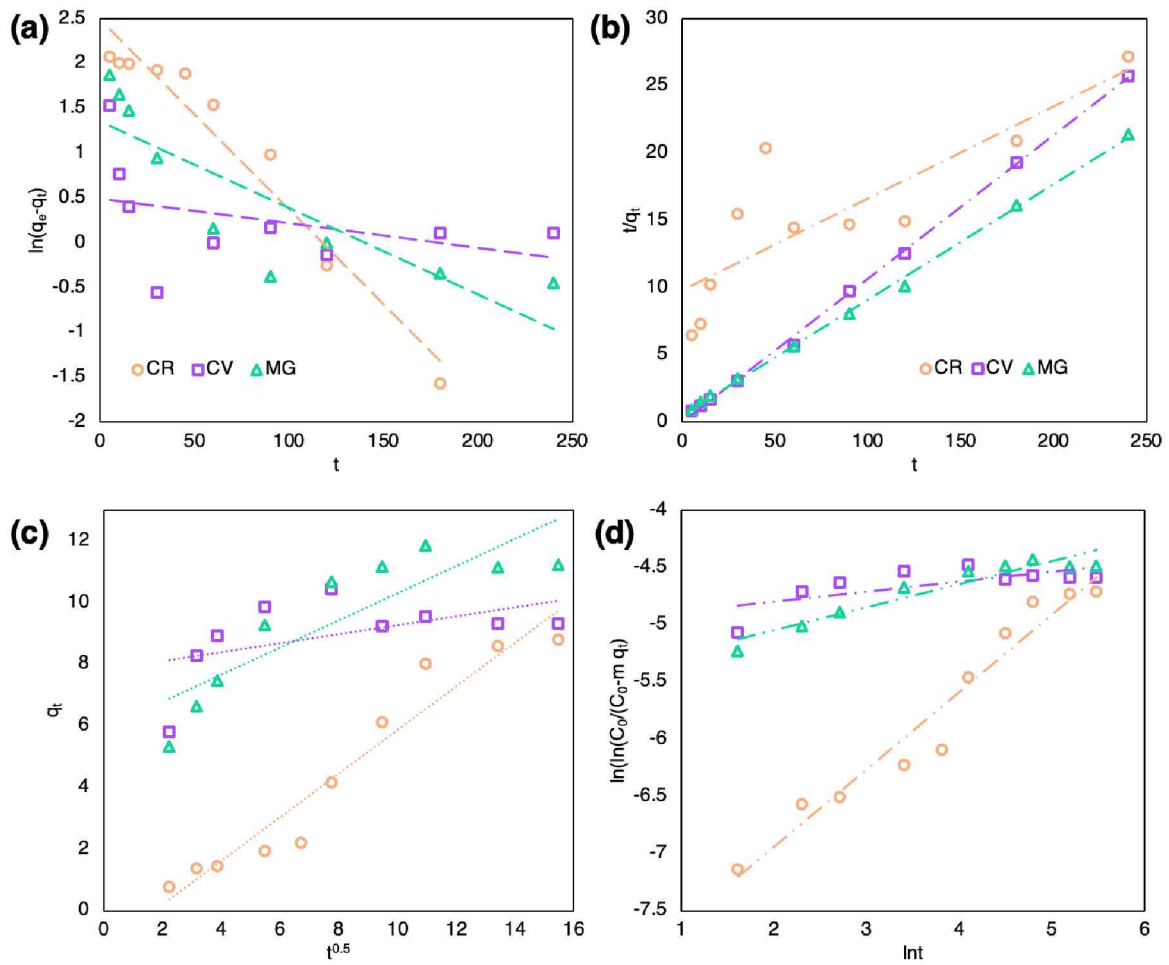 (a)
2.5
2
1.5
1
0.5
0
-0.5
-1
-1.5
-2
ln(qe-qt)
CR CV MG
0 50 100 150 200 250
t
(b)
30
25
20
15
10
5
0
t/qt
CR CV MG
0 50 100 150 200 250
t
(c)
12
10
8
6
4
2
0
qt
0 2 4 6 8 10 12 14 16
t0.5
(d)
-4
-4.5
-5
-5.5
-6
-6.5
-7
-7.5
ln(ln(C0/(C0-m qt)
1 2 3 4 5 6
lnt